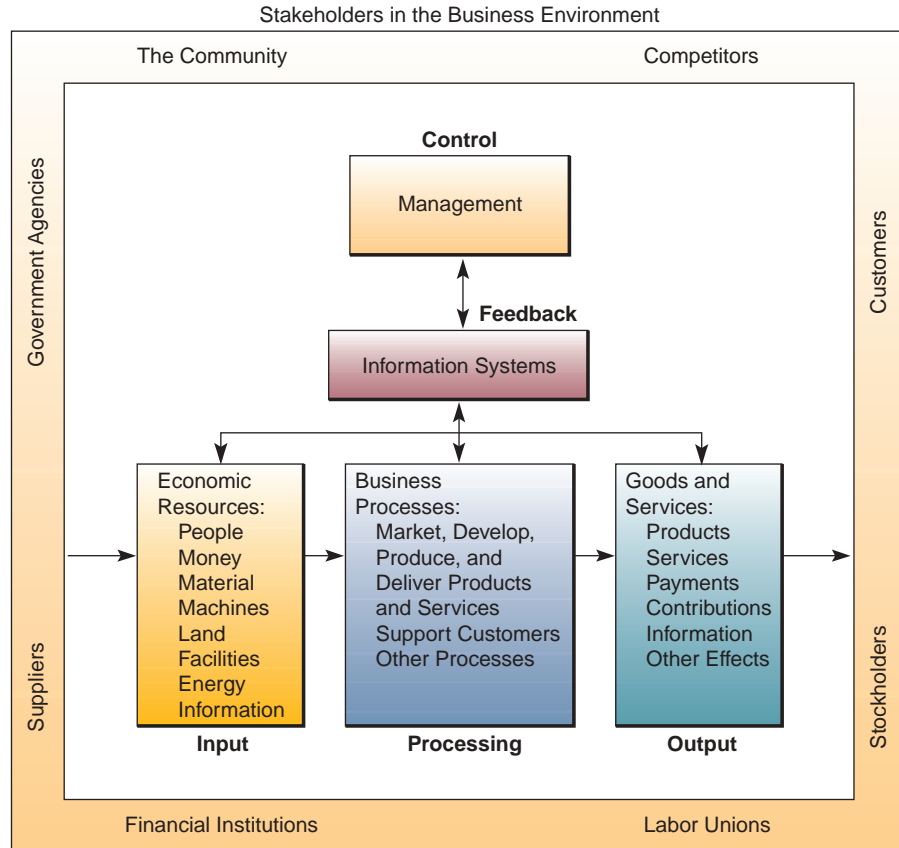 Stakeholders in the Business Environment
The Community
Competitors
Government Agencies
Customers
Control
Management
Feedback
Information Systems
Economic
Resources:
People
Money
Material
Machines
Land
Facilities
Energy
Information
Input
Business
Processes:
Market, Develop,
Produce, and
Deliver Products
and Services
Support Customers
Other Processes
Processing
Goods and
Services:
Products
Services
Payments
Contributions
Information
Other Effects
Output
Suppliers
Stockholders
Financial Institutions
Labor Unions